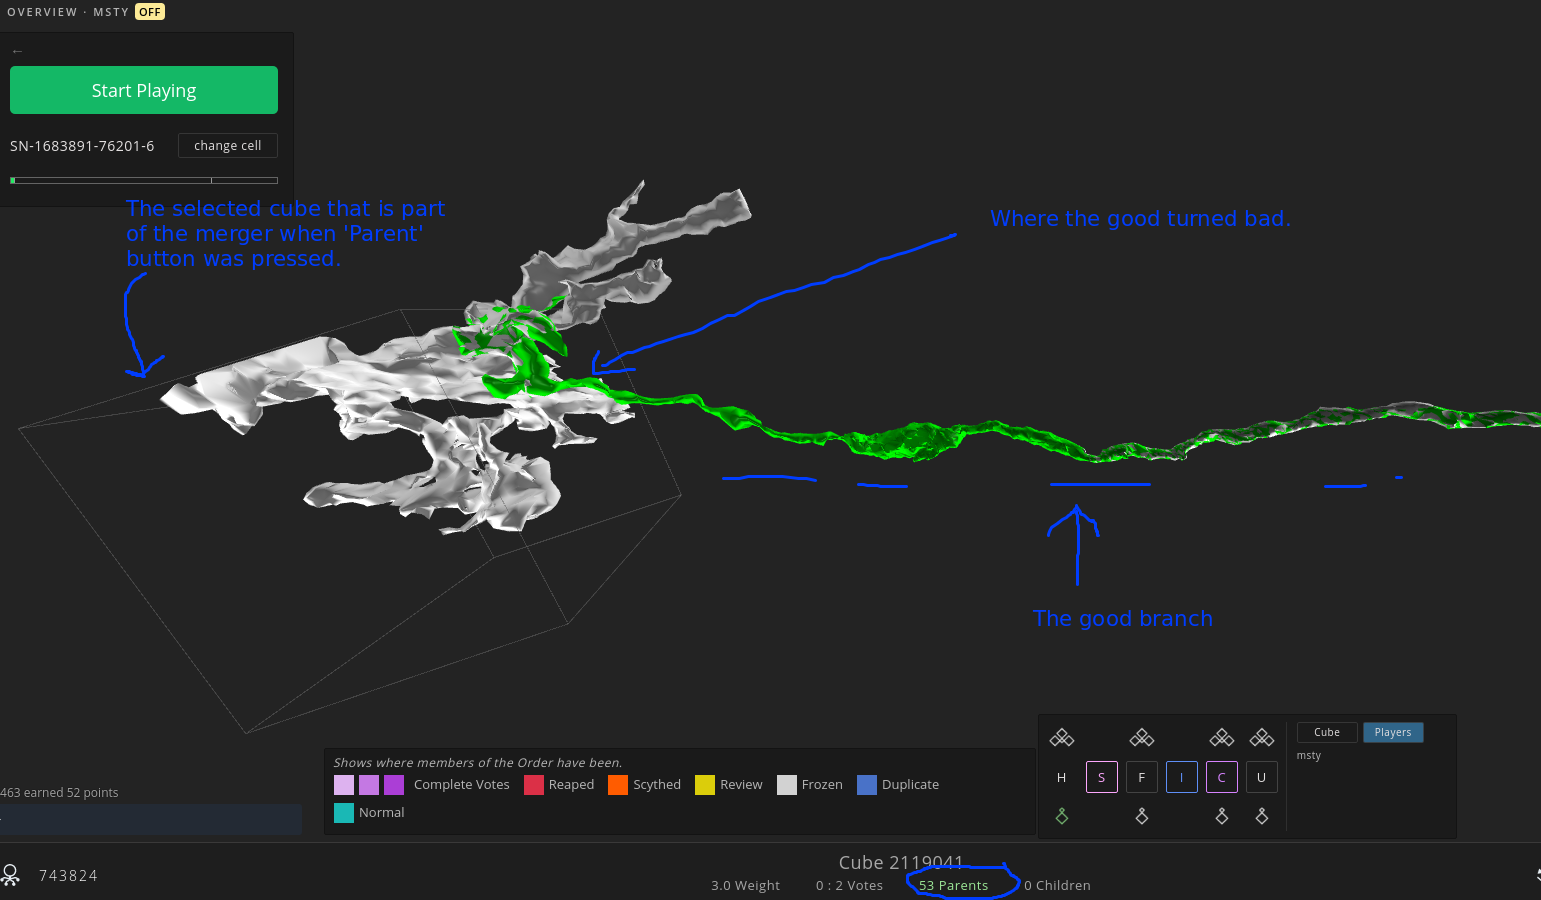 OVERVIEW · MSTY OFF
←
Start Playing
SN-1683891-76201-6 change cell
The selected cube that is part
of the merger when 'Parent'
button was pressed.
Where the good turned bad.
The good branch
Shows where members of the Order have been.
Complete Votes Reaped Scythed Review Frozen Duplicate
Normal
Cube Players
msty
H S F I C U
463 earned 52 points
743824
Cube 2119041
3.0 Weight 0 : 2 Votes 53 Parents 0 Children